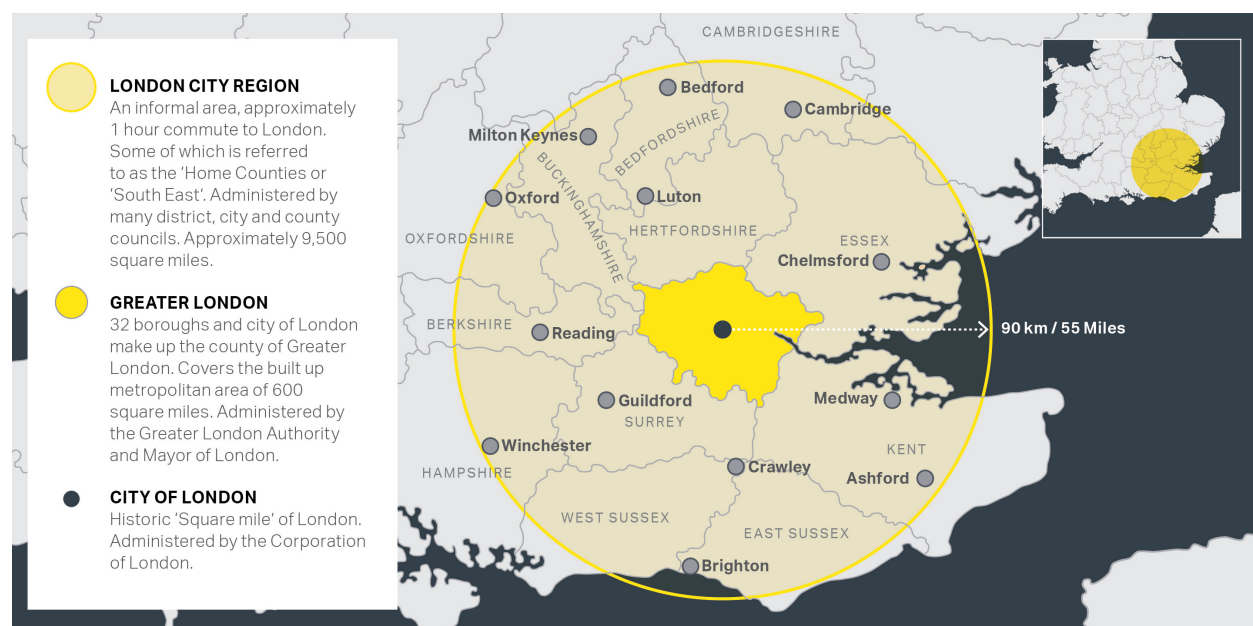 LONDON CITY REGION
An informal area, approximately
1 hour commute to London.
Some of which is referred
to as the ‘Home Counties or
‘South East’. Administered by
many district, city and county
councils. Approximately 9,500
square miles.
GREATER LONDON
32 boroughs and city of London
make up the county of Greater
London. Covers the built up
metropolitan area of 600
square miles. Administered by
the Greater London Authority
and Mayor of London.
CITY OF LONDON
Historic ‘Square mile’ of London.
Administered by the Corporation
of London.
CAMBRIDGESHIRE
Bedford
Cambridge
Milton Keynes
BEDFORDSHIRE
BUCKINGHAMSHIRE
Oxford
Luton
OXFORDSHIRE
HERTFORDSHIRE
ESSEX
Chelmsford
BERKSHIRE
Reading
90 km / 55 Miles
Guildford
SURREY
Medway
Winchester
KENT
HAMPSHIRE
Crawley
Ashford
WEST SUSSEX
EAST SUSSEX
Brighton